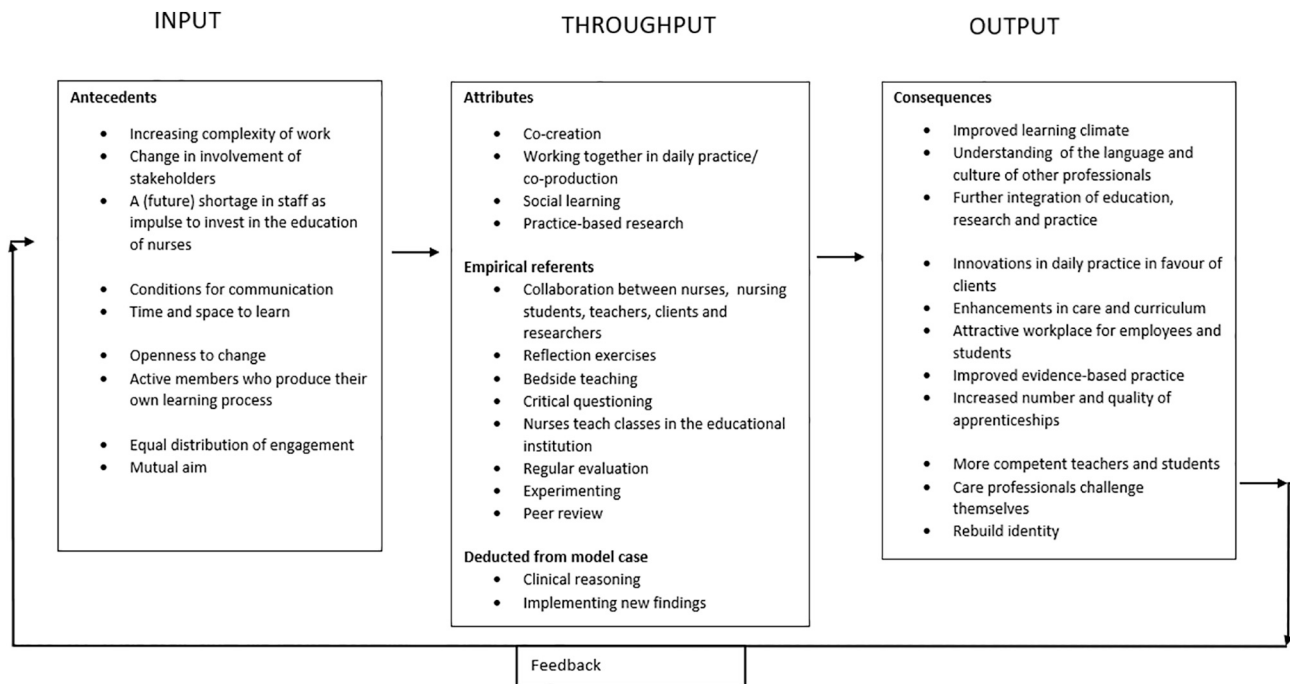 INPUT
THROUGHPUT
OUTPUT
Antecedents
• Increasing complexity of work
• Change in involvement of
stakeholders
• A (future) shortage in staff as
impulse to invest in the education
of nurses
• Conditions for communication
• Time and space to learn
• Openness to change
• Active members who produce their
own learning process
• Equal distribution of engagement
• Mutual aim
Attributes
• Co-creation
• Working together in daily practice/
co-production
• Social learning
• Practice-based research
Empirical referents
• Collaboration between nurses, nursing
students, teachers, clients and
researchers
• Reflection exercises
• Bedside teaching
• Critical questioning
• Nurses teach classes in the educational
institution
• Regular evaluation
• Experimenting
• Peer review
Deducted from model case
• Clinical reasoning
• Implementing new findings
Consequences
• Improved learning climate
• Understanding of the language and
culture of other professionals
• Further integration of education,
research and practice
• Innovations in daily practice in favour of
clients
• Enhancements in care and curriculum
• Attractive workplace for employees and
students
• Improved evidence-based practice
• Increased number and quality of
apprenticeships
• More competent teachers and students
• Care professionals challenge
themselves
• Rebuild identity
Feedback